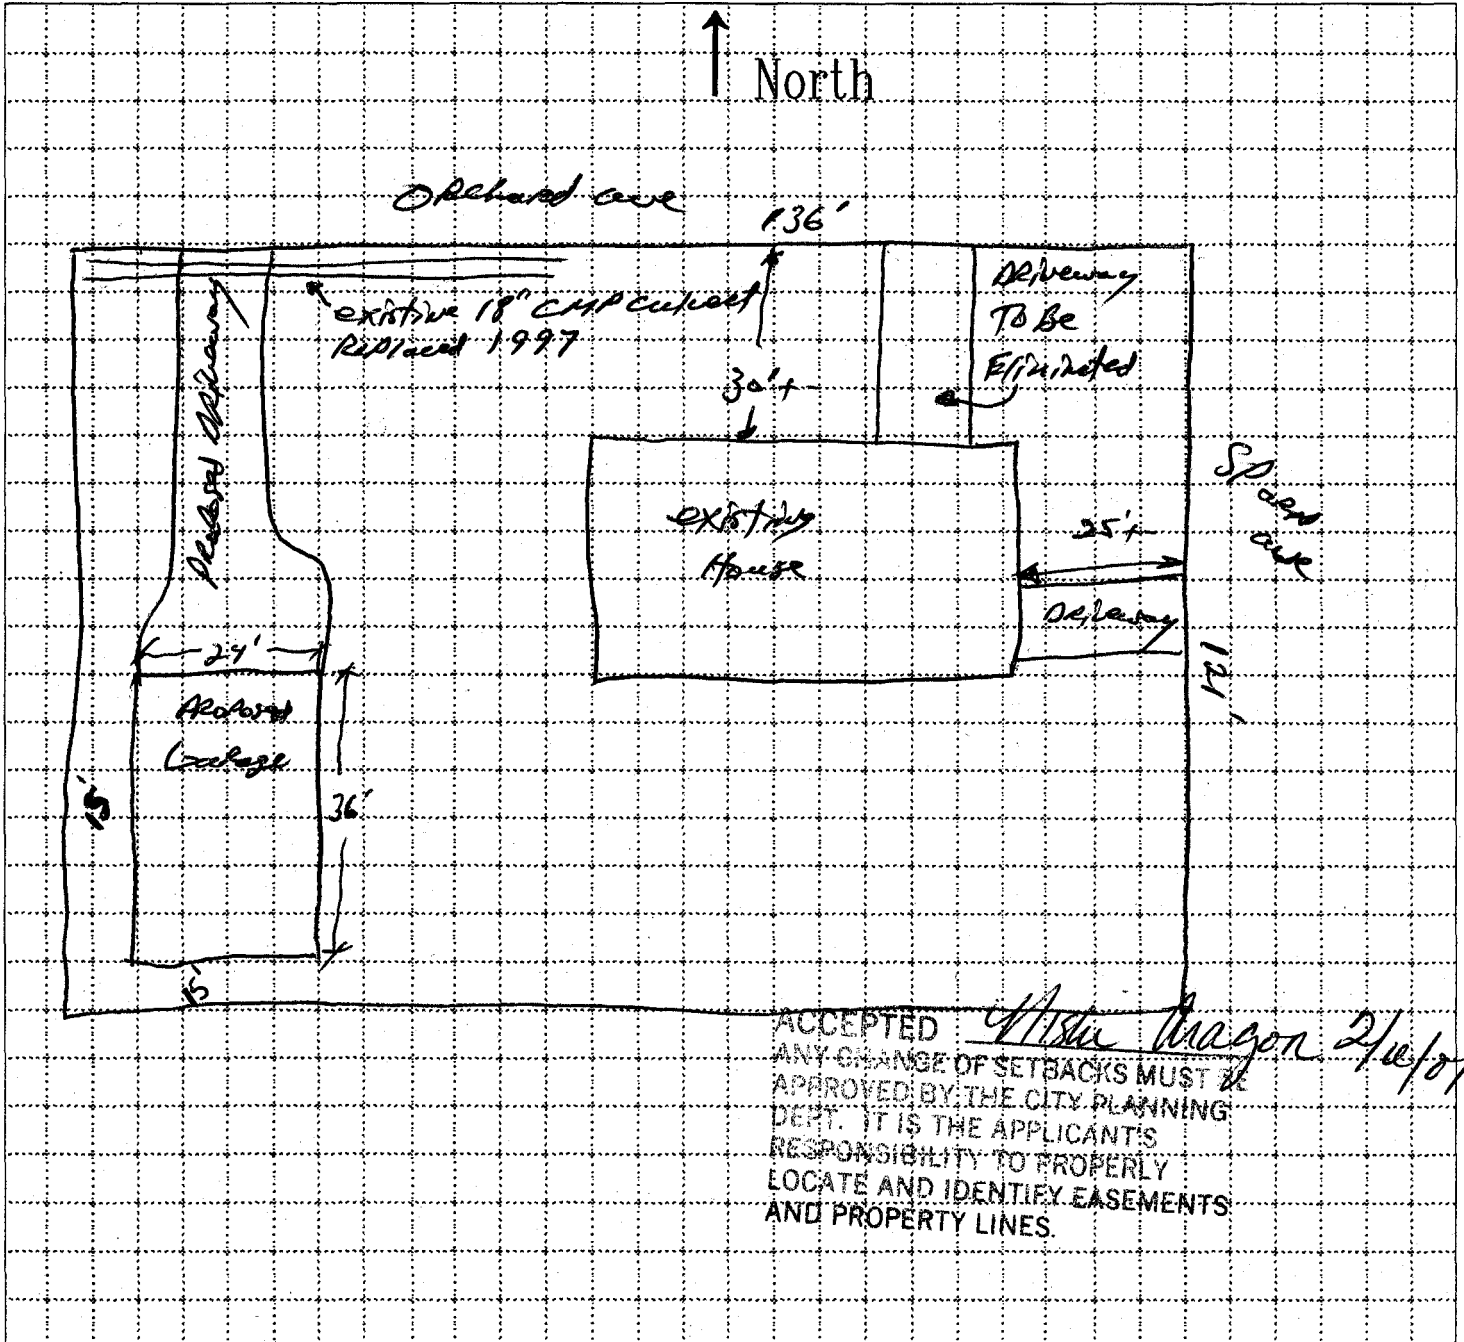 North
Orchard ave
136'
existing 18" CMP Culvert
Replaced 1997
Driveway
To Be
Eliminated
30'+-
Proposed Driveway
existing
House
25'+-
Driveway
Spard ave
121'
24'
Proposed
Garage
36'
15'
15'
ACCEPTED
ANY CHANGE OF SETBACKS MUST BE
APPROVED BY THE CITY PLANNING
DEPT. IT IS THE APPLICANT'S
RESPONSIBILITY TO PROPERLY
LOCATE AND IDENTIFY EASEMENTS
AND PROPERTY LINES.